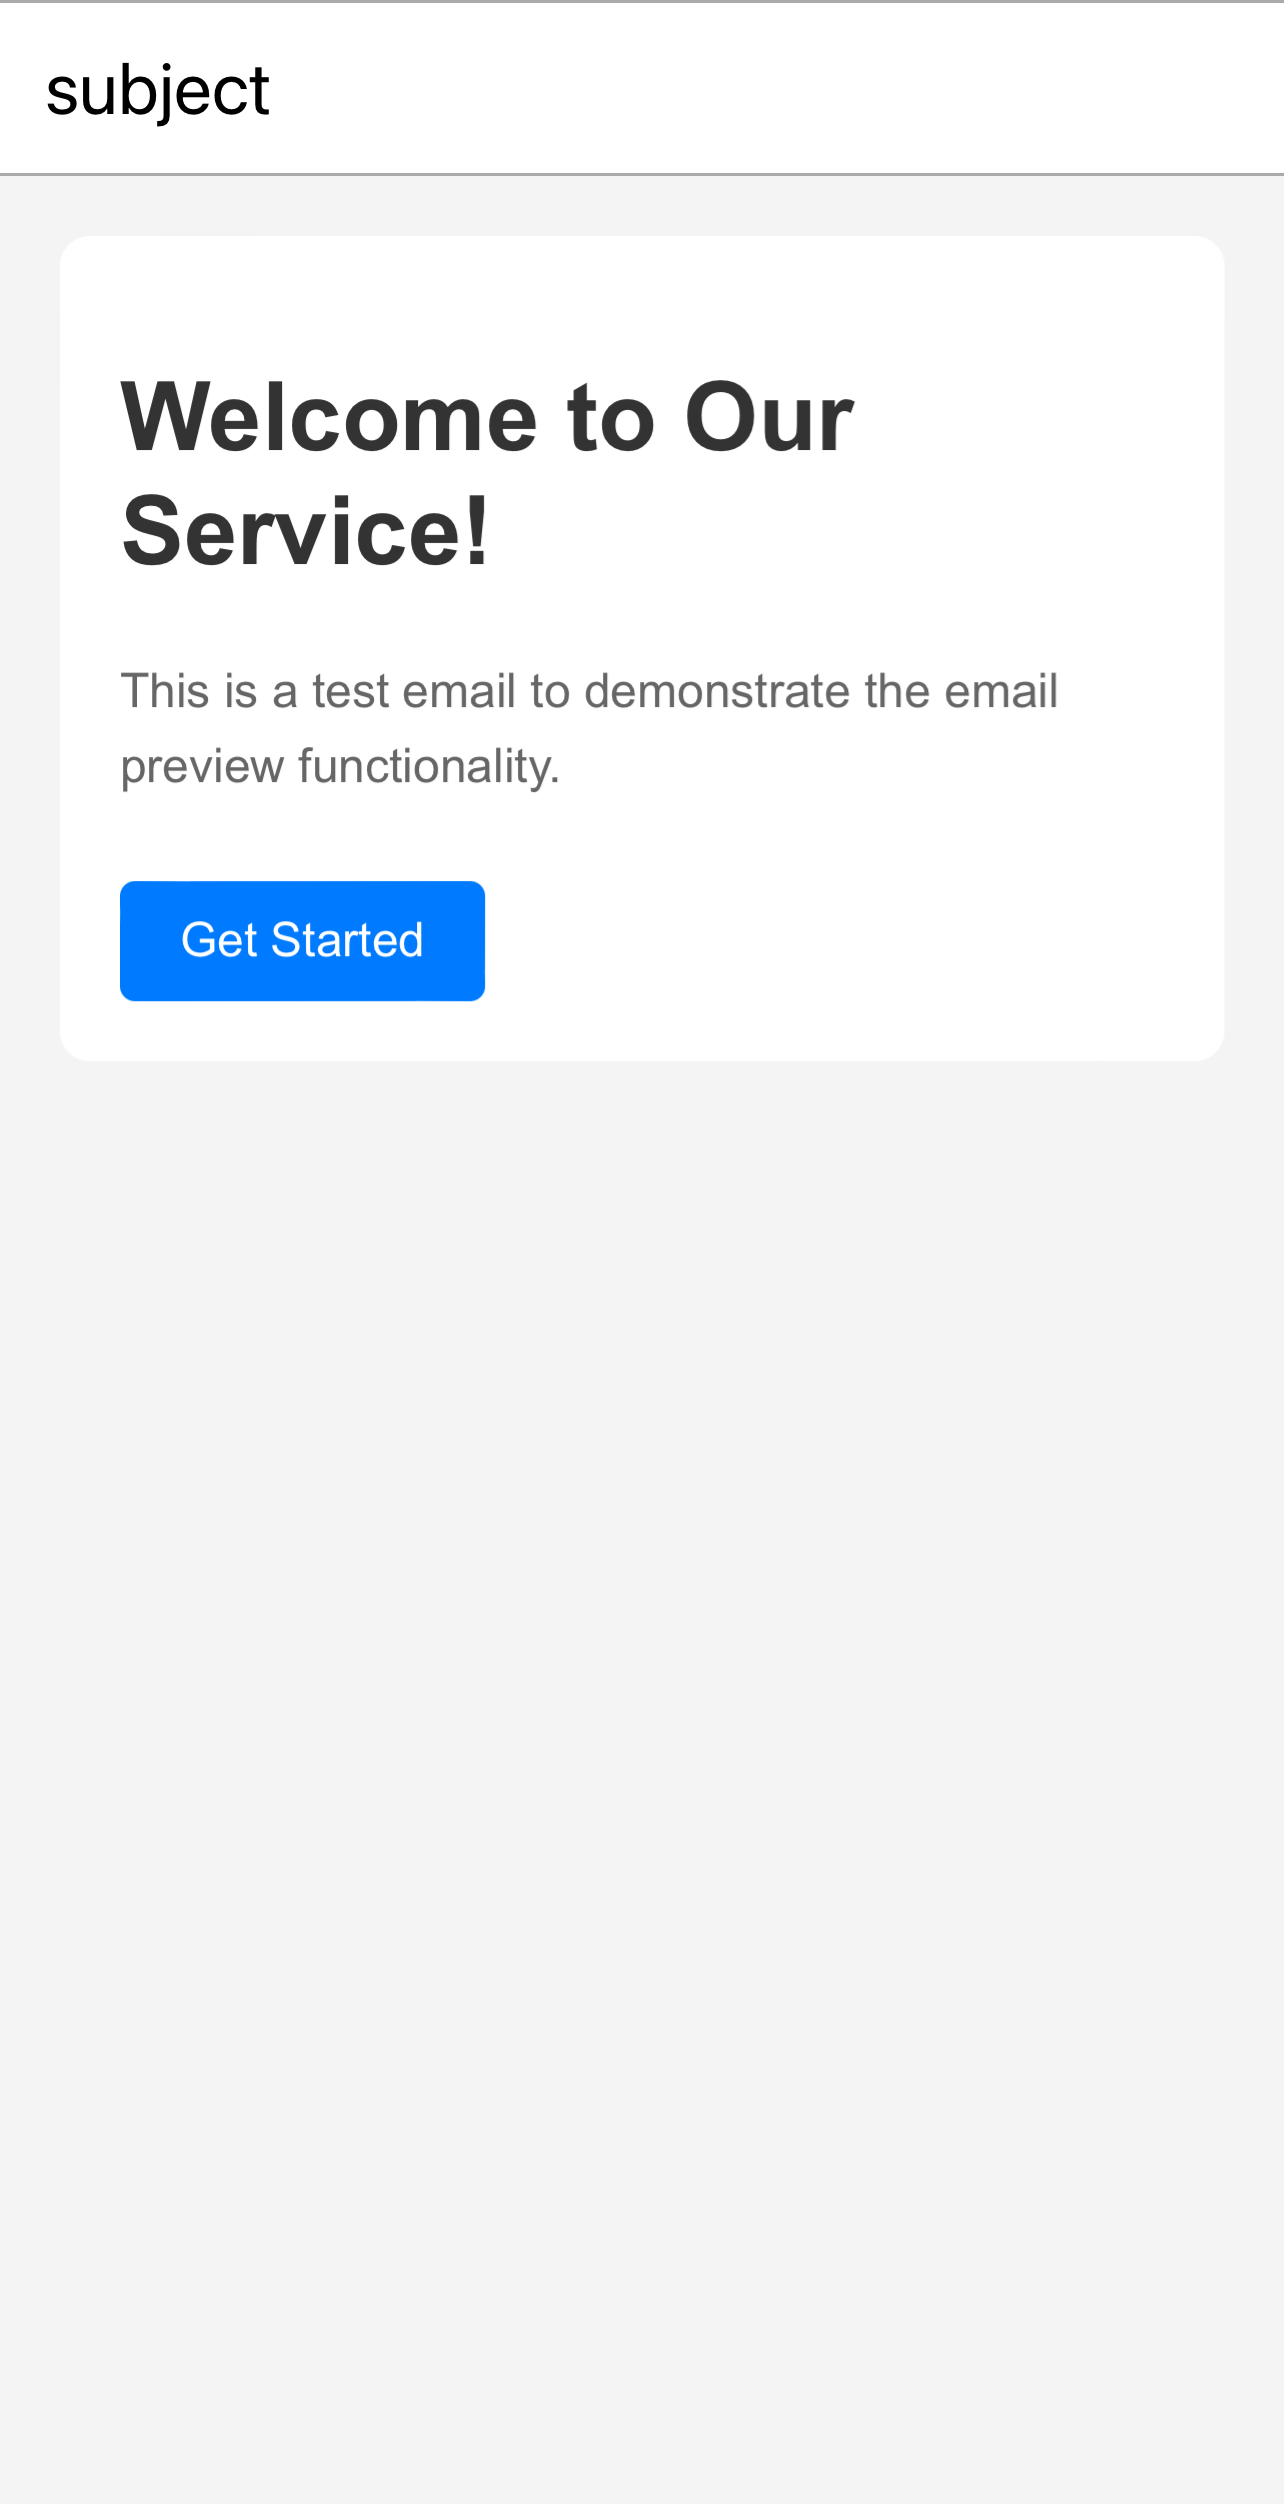 subject
Welcome to Our
Service!
This is a test email to demonstrate the email
preview functionality.
Get Started